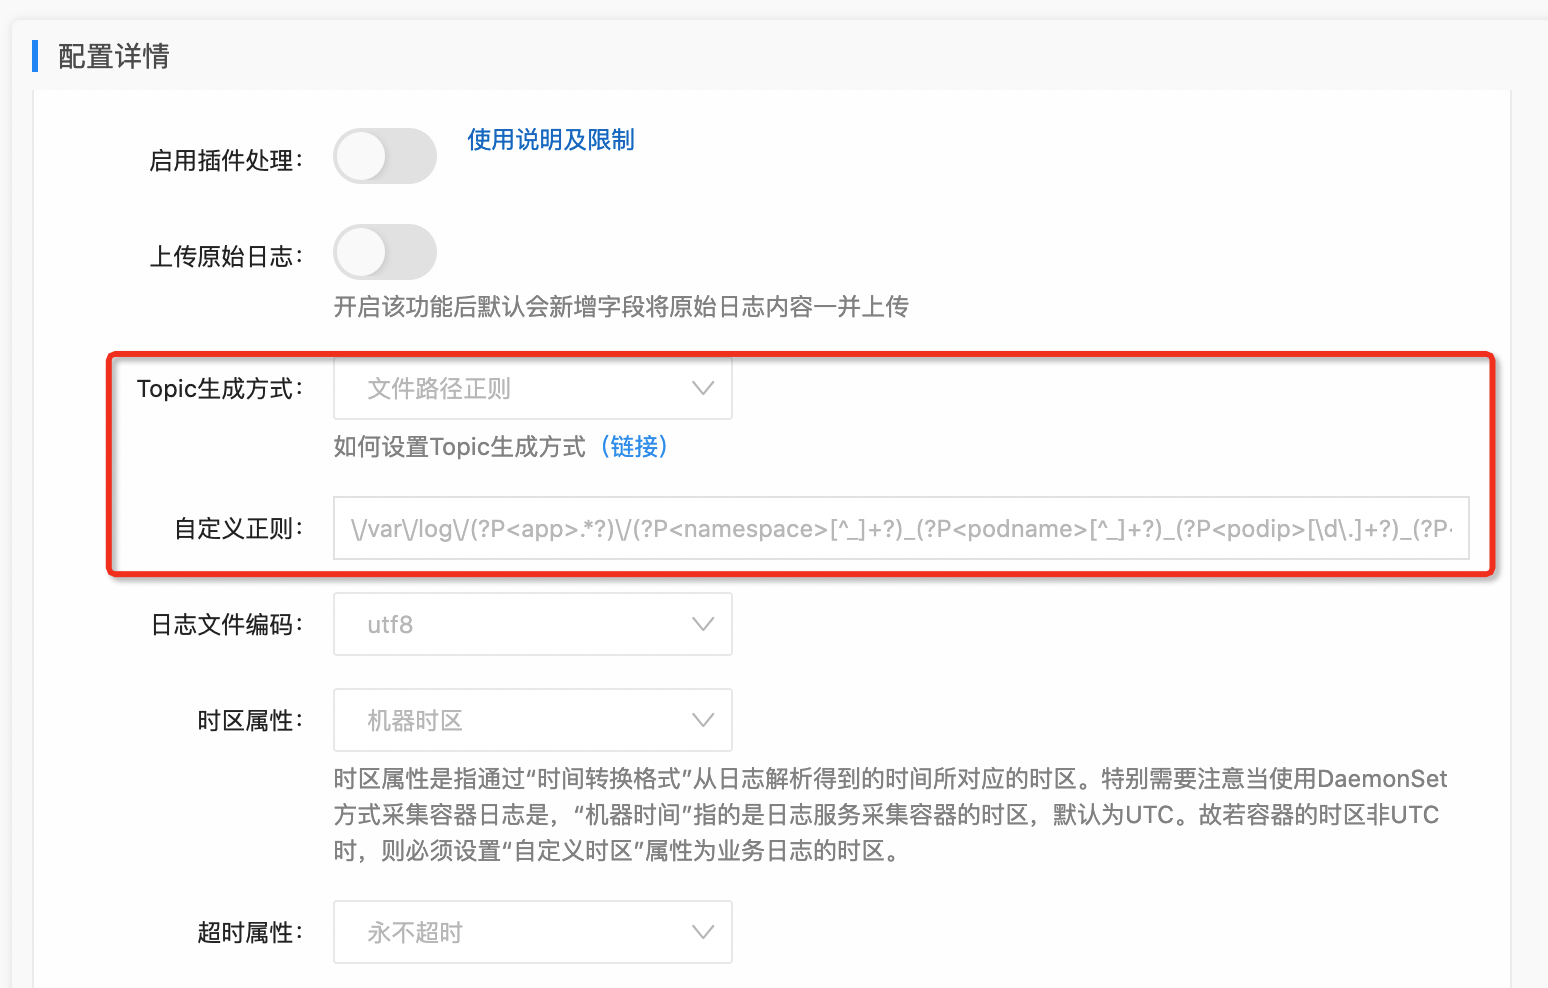 配置详情
启用插件处理：
使用说明及限制
上传原始日志：
开启该功能后默认会新增字段将原始日志内容一并上传
Topic生成方式：
文件路径正则
如何设置Topic生成方式（链接）
自定义正则：
\/var\/log\/(?P<app>.*?)\/(?P<namespace>[^_]+?)_(?P<podname>[^_]+?)_(?P<podip>[\d\.]+?)_(?P<
日志文件编码：
utf8
时区属性：
机器时区
时区属性是指通过“时间转换格式”从日志解析得到的时间所对应的时区。特别需要注意当使用DaemonSet
方式采集容器日志是，“机器时间”指的是日志服务采集容器的时区，默认为UTC。故若容器的时区非UTC
时，则必须设置“自定义时区”属性为业务日志的时区。
超时属性：
永不超时